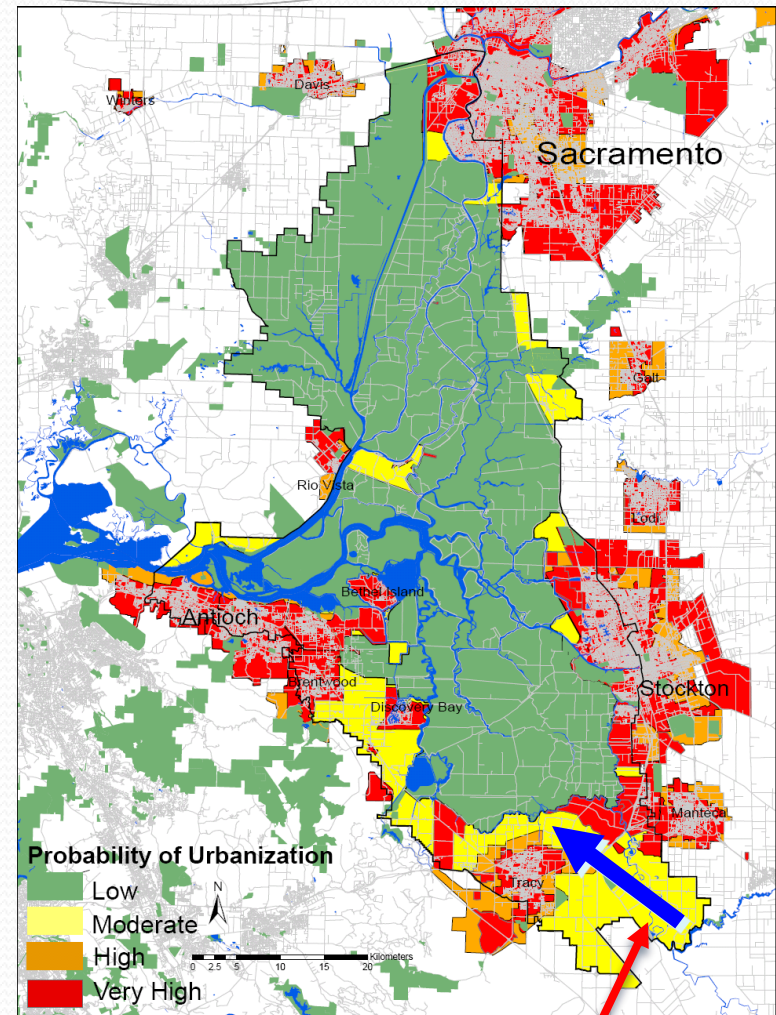 Winters
Davis
Sacramento
Galt
Rio Vista
Lodi
Bethel Island
Antioch
Brentwood
Stockton
Discovery Bay
Manteca
Tracy
Probability of Urbanization
Low
Moderate
High
Very High
N
0 2.5 5 10 15 20 Kilometers